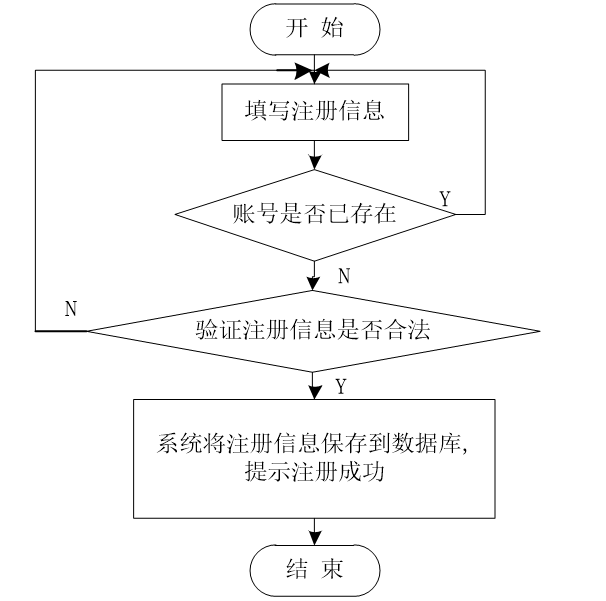 开 始
填写注册信息
账号是否已存在
Y
N
N
验证注册信息是否合法
Y
系统将注册信息保存到数据库,
提示注册成功
结 束